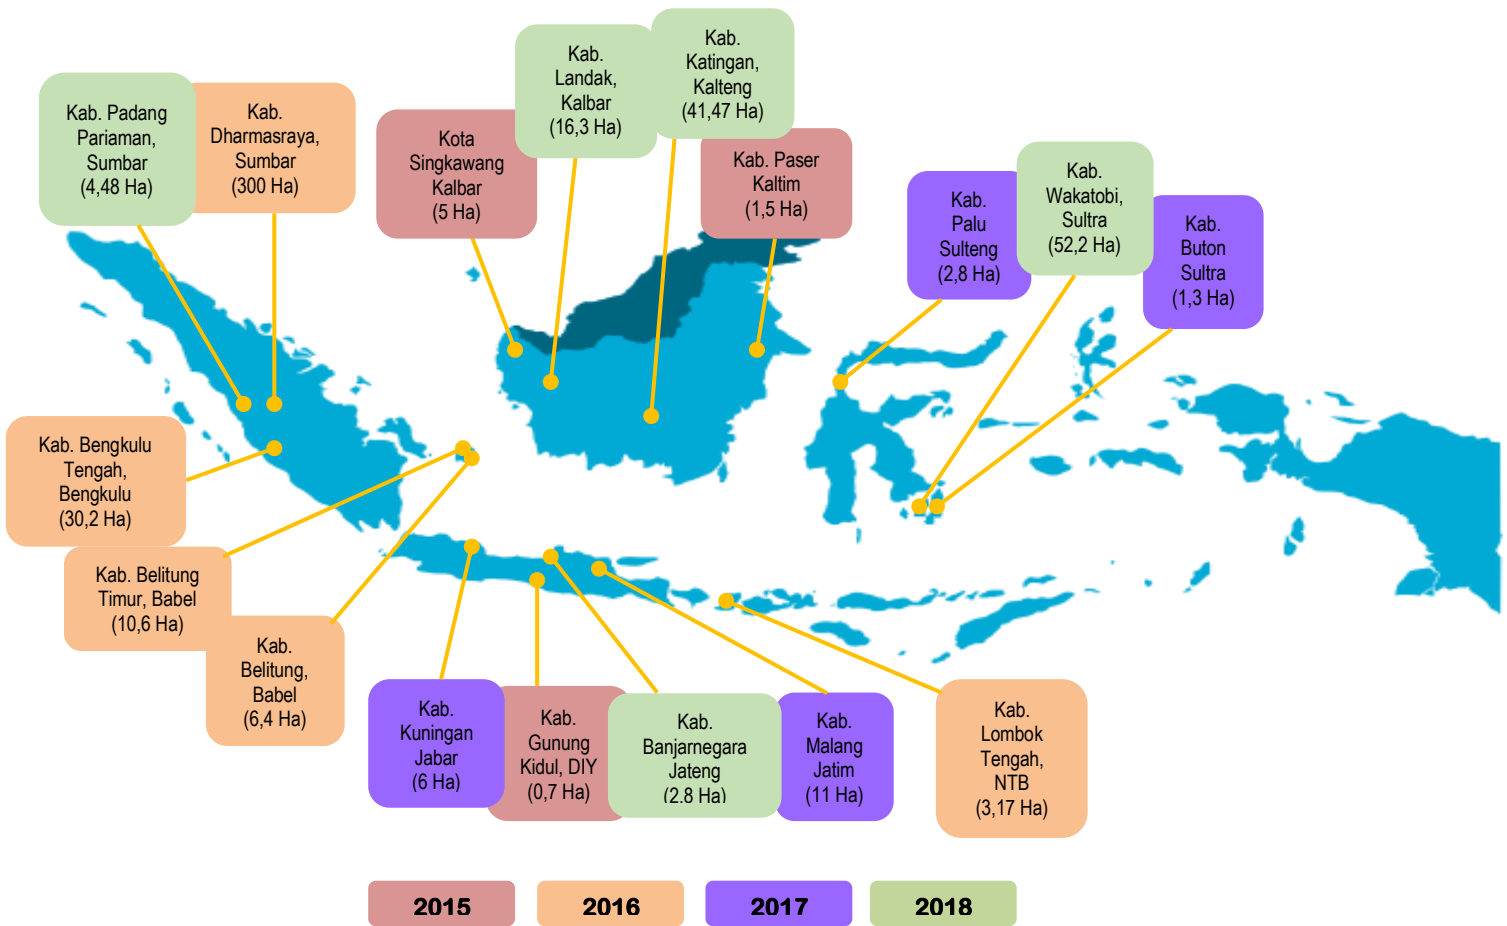 Kab. Padang
Pariaman,
Sumbar
(4,48 Ha)
Kab.
Dharmasraya,
Sumbar
(300 Ha)
Kota
Singkawang
Kalbar
(5 Ha)
Kab.
Landak,
Kalbar
(16,3 Ha)
Kab.
Katingan,
Kalteng
(41,47 Ha)
Kab. Paser
Kaltim
(1,5 Ha)
Kab.
Palu
Sulteng
(2,8 Ha)
Kab.
Wakatobi,
Sultra
(52,2 Ha)
Kab.
Buton
Sultra
(1,3 Ha)
Kab. Bengkulu
Tengah,
Bengkulu
(30,2 Ha)
Kab. Belitung
Timur, Babel
(10,6 Ha)
Kab.
Belitung,
Babel
(6,4 Ha)
Kab.
Kuningan
Jabar
(6 Ha)
Kab.
Gunung
Kidul, DIY
(0,7 Ha)
Kab.
Banjarnegara
Jateng
(2.8 Ha)
Kab.
Malang
Jatim
(11 Ha)
Kab.
Lombok
Tengah,
NTB
(3,17 Ha)
2015
2016
2017
2018